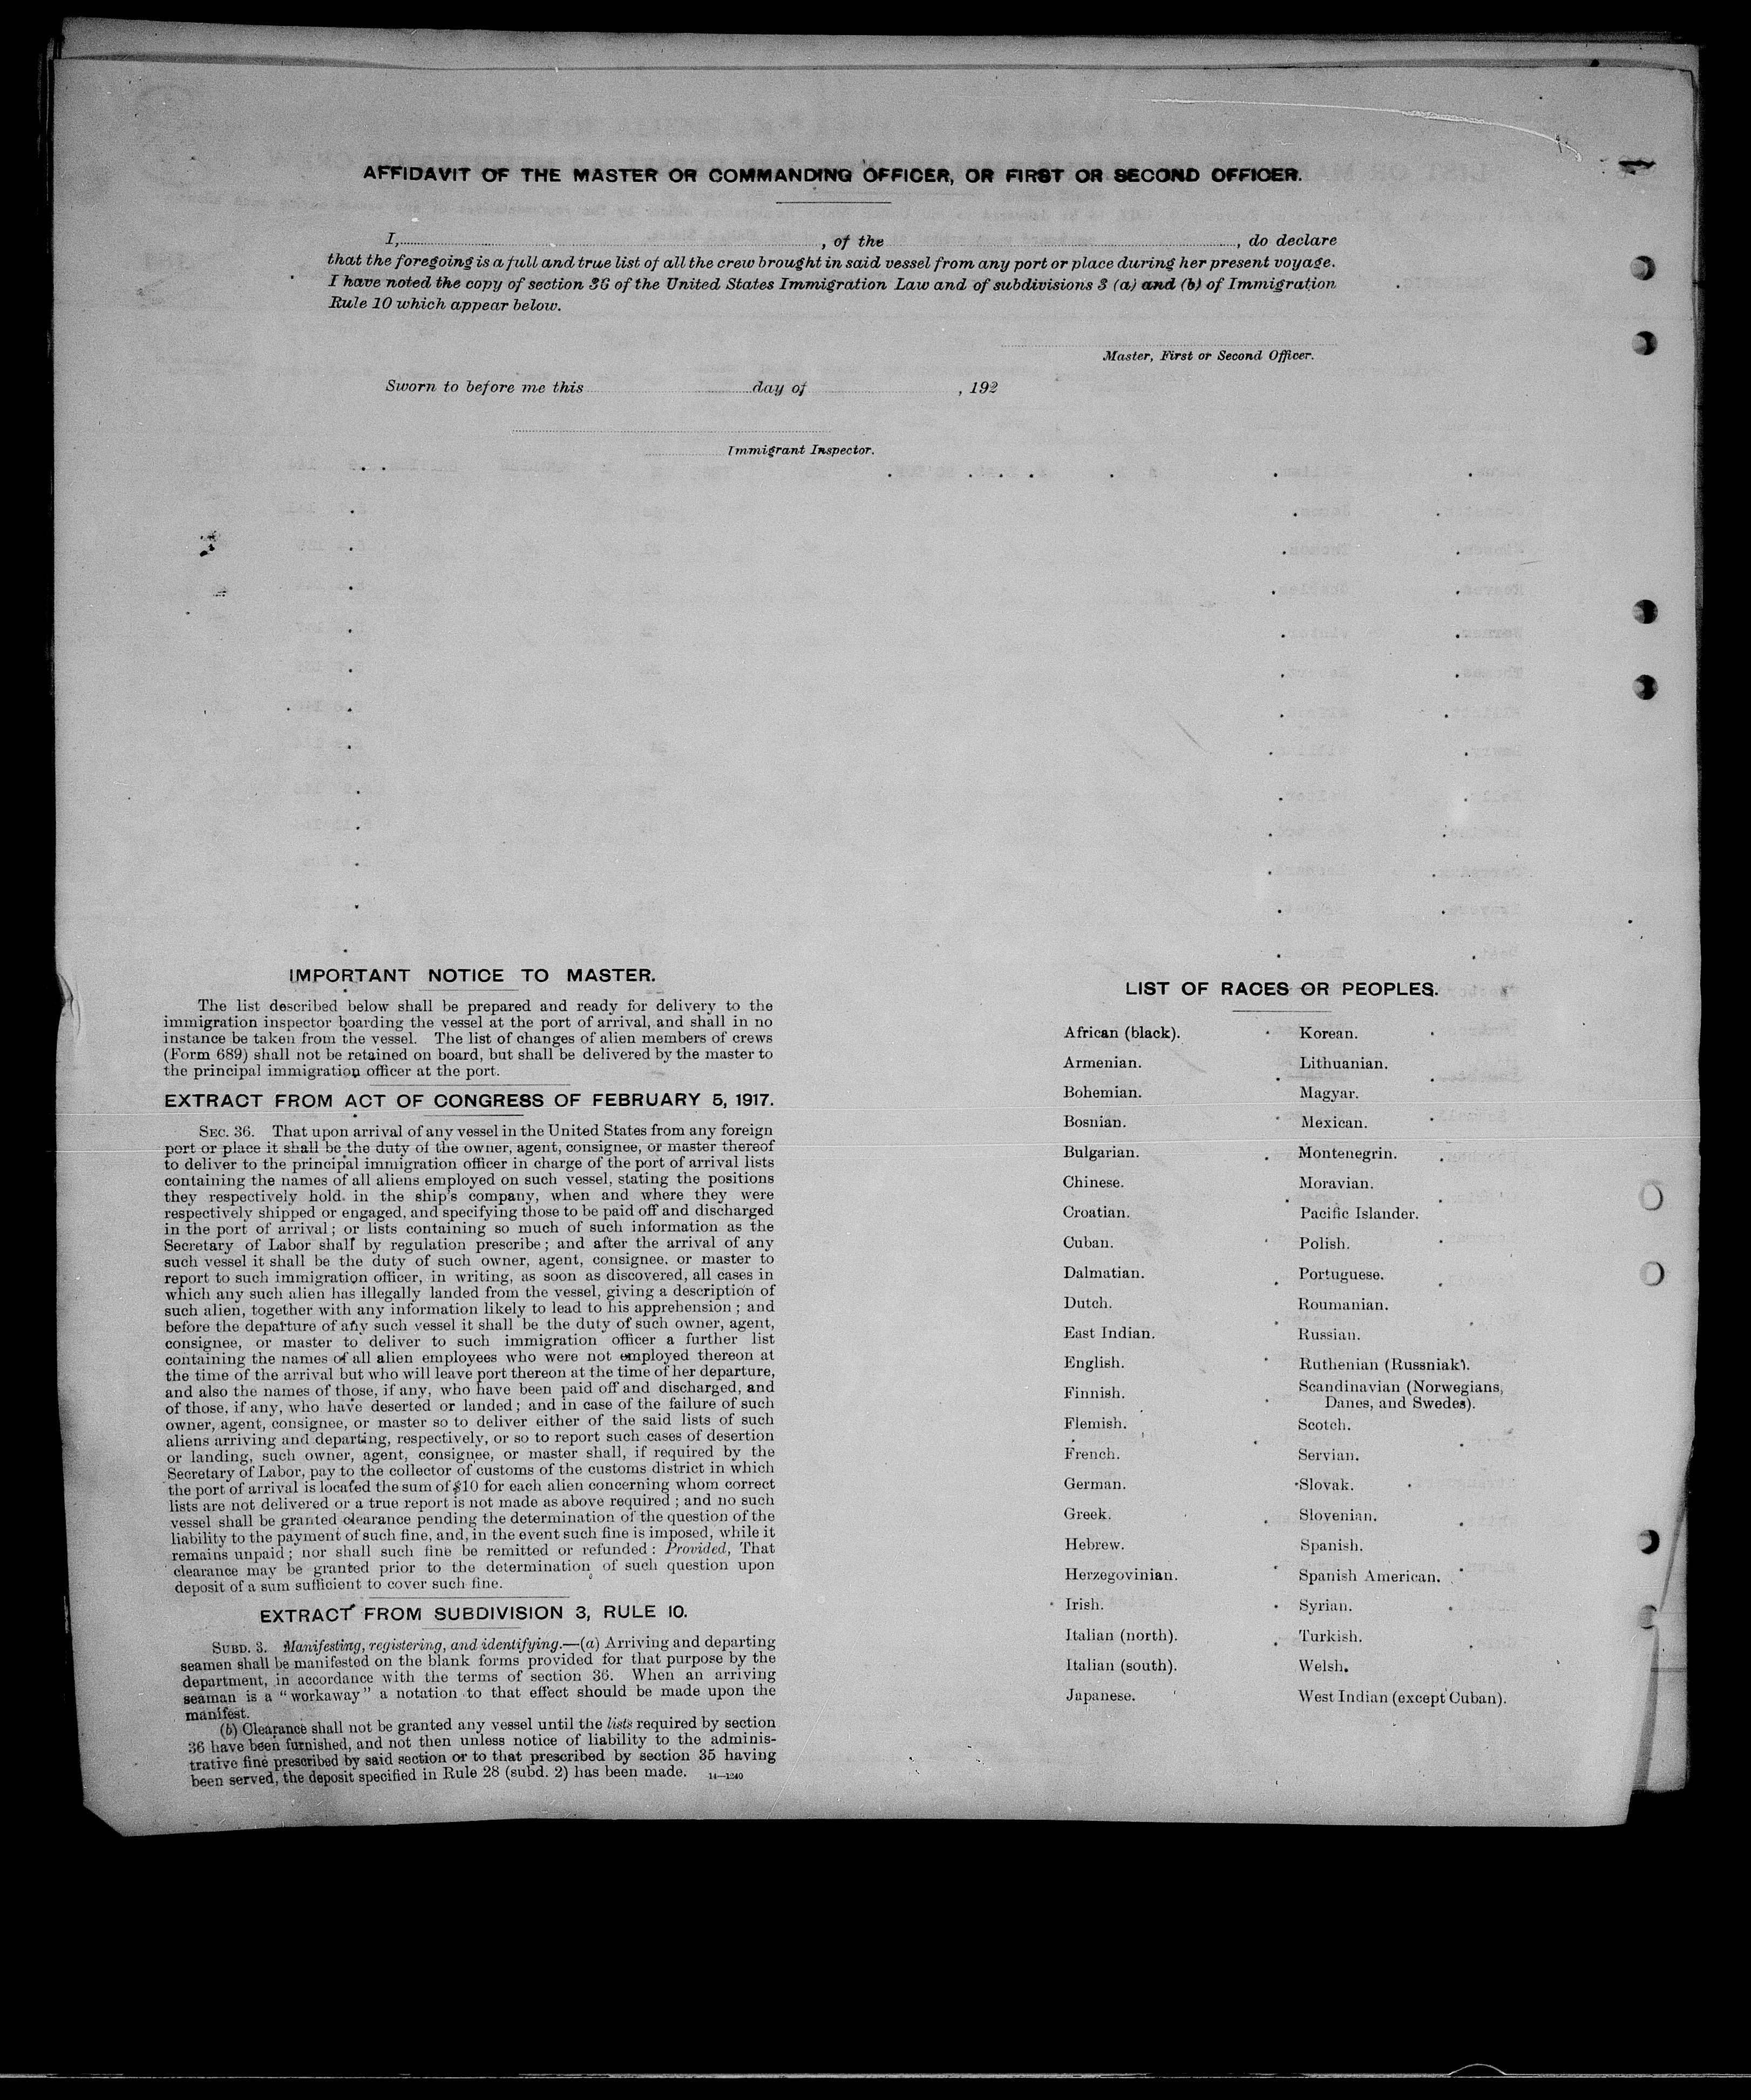 AFFIDAVIT OF THE MASTER OR COMMANDING OFFICER, OR FIRST OR SECOND OFFICER.
I, , of the , do declare
that the foregoing is a full and true list of all the crew brought in said vessel from any port or place during her present voyage.
I have noted the copy of section 36 of the United States Immigration Law and of subdivisions 3 (a) and (b) of Immigration
Rule 10 which appear below.
Master, First or Second Officer.
Sworn to before me this day of , 192
Immigrant Inspector.
IMPORTANT NOTICE TO MASTER.
The list described below shall be prepared and ready for delivery to the
immigration inspector boarding the vessel at the port of arrival, and shall in no
instance be taken from the vessel. The list of changes of alien members of crews
(Form 689) shall not be retained on board, but shall be delivered by the master to
the principal immigration officer at the port.
EXTRACT FROM ACT OF CONGRESS OF FEBRUARY 5, 1917.
SEC. 36. That upon arrival of any vessel in the United States from any foreign
port or place it shall be the duty of the owner, agent, consignee, or master thereof
to deliver to the principal immigration officer in charge of the port of arrival lists
containing the names of all aliens employed on such vessel, stating the positions
they respectively hold in the ship's company, when and where they were
respectively shipped or engaged, and specifying those to be paid off and discharged
in the port of arrival; or lists containing so much of such information as the
Secretary of Labor shall by regulation prescribe; and after the arrival of any
such vessel it shall be the duty of such owner, agent, consignee, or master to
report to such immigration officer, in writing, as soon as discovered, all cases in
which any such alien has illegally landed from the vessel, giving a description of
such alien, together with any information likely to lead to his apprehension; and
before the departure of any such vessel it shall be the duty of such owner, agent,
consignee, or master to deliver to such immigration officer a further list
containing the names of all alien employees who were not employed thereon at
the time of the arrival but who will leave port thereon at the time of her departure,
and also the names of those, if any, who have been paid off and discharged, and
of those, if any, who have deserted or landed; and in case of the failure of such
owner, agent, consignee, or master so to deliver either of the said lists of such
aliens arriving and departing, respectively, or so to report such cases of desertion
or landing, such owner, agent, consignee, or master shall, if required by the
Secretary of Labor, pay to the collector of customs of the customs district in which
the port of arrival is located the sum of $10 for each alien concerning whom correct
lists are not delivered or a true report is not made as above required; and no such
vessel shall be granted clearance pending the determination of the question of the
liability to the payment of such fine, and, in the event such fine is imposed, while it
remains unpaid; nor shall such fine be remitted or refunded: Provided, That
clearance may be granted prior to the determination of such question upon
deposit of a sum sufficient to cover such fine.
EXTRACT FROM SUBDIVISION 3, RULE 10.
SUBD. 3. Manifesting, registering, and identifying.—(a) Arriving and departing
seamen shall be manifested on the blank forms provided for that purpose by the
department, in accordance with the terms of section 36. When an arriving
seaman is a "workaway" a notation to that effect should be made upon the
manifest.
(b) Clearance shall not be granted any vessel until the lists required by section
36 have been furnished, and not then unless notice of liability to the adminis-
trative fine prescribed by said section or to that prescribed by section 35 having
been served, the deposit specified in Rule 28 (subd. 2) has been made. 14—1240
LIST OF RACES OR PEOPLES.
African (black).
Armenian.
Bohemian.
Bosnian.
Bulgarian.
Chinese.
Croatian.
Cuban.
Dalmatian.
Dutch.
East Indian.
English.
Finnish.
Flemish.
French.
German.
Greek.
Hebrew.
Herzegovinian.
Irish.
Italian (north).
Italian (south).
Japanese.
Korean.
Lithuanian.
Magyar.
Mexican.
Montenegrin.
Moravian.
Pacific Islander.
Polish.
Portuguese.
Roumanian.
Russian.
Ruthenian (Russniak).
Scandinavian (Norwegians,
Danes, and Swedes).
Scotch.
Servian.
Slovak.
Slovenian.
Spanish.
Spanish American.
Syrian.
Turkish.
Welsh.
West Indian (except Cuban).